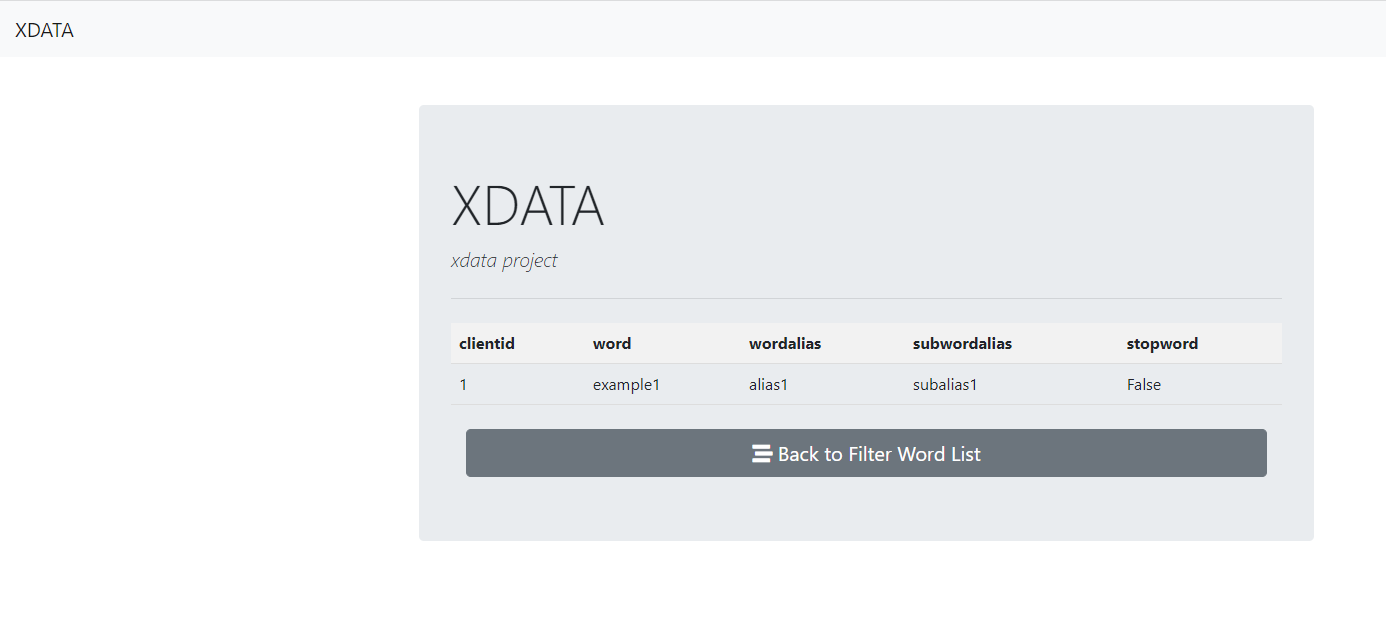 XDATA
XDATA
xdata project
clientid word wordalias subwordalias stopword
1 example1 alias1 subalias1 False
Back to Filter Word List